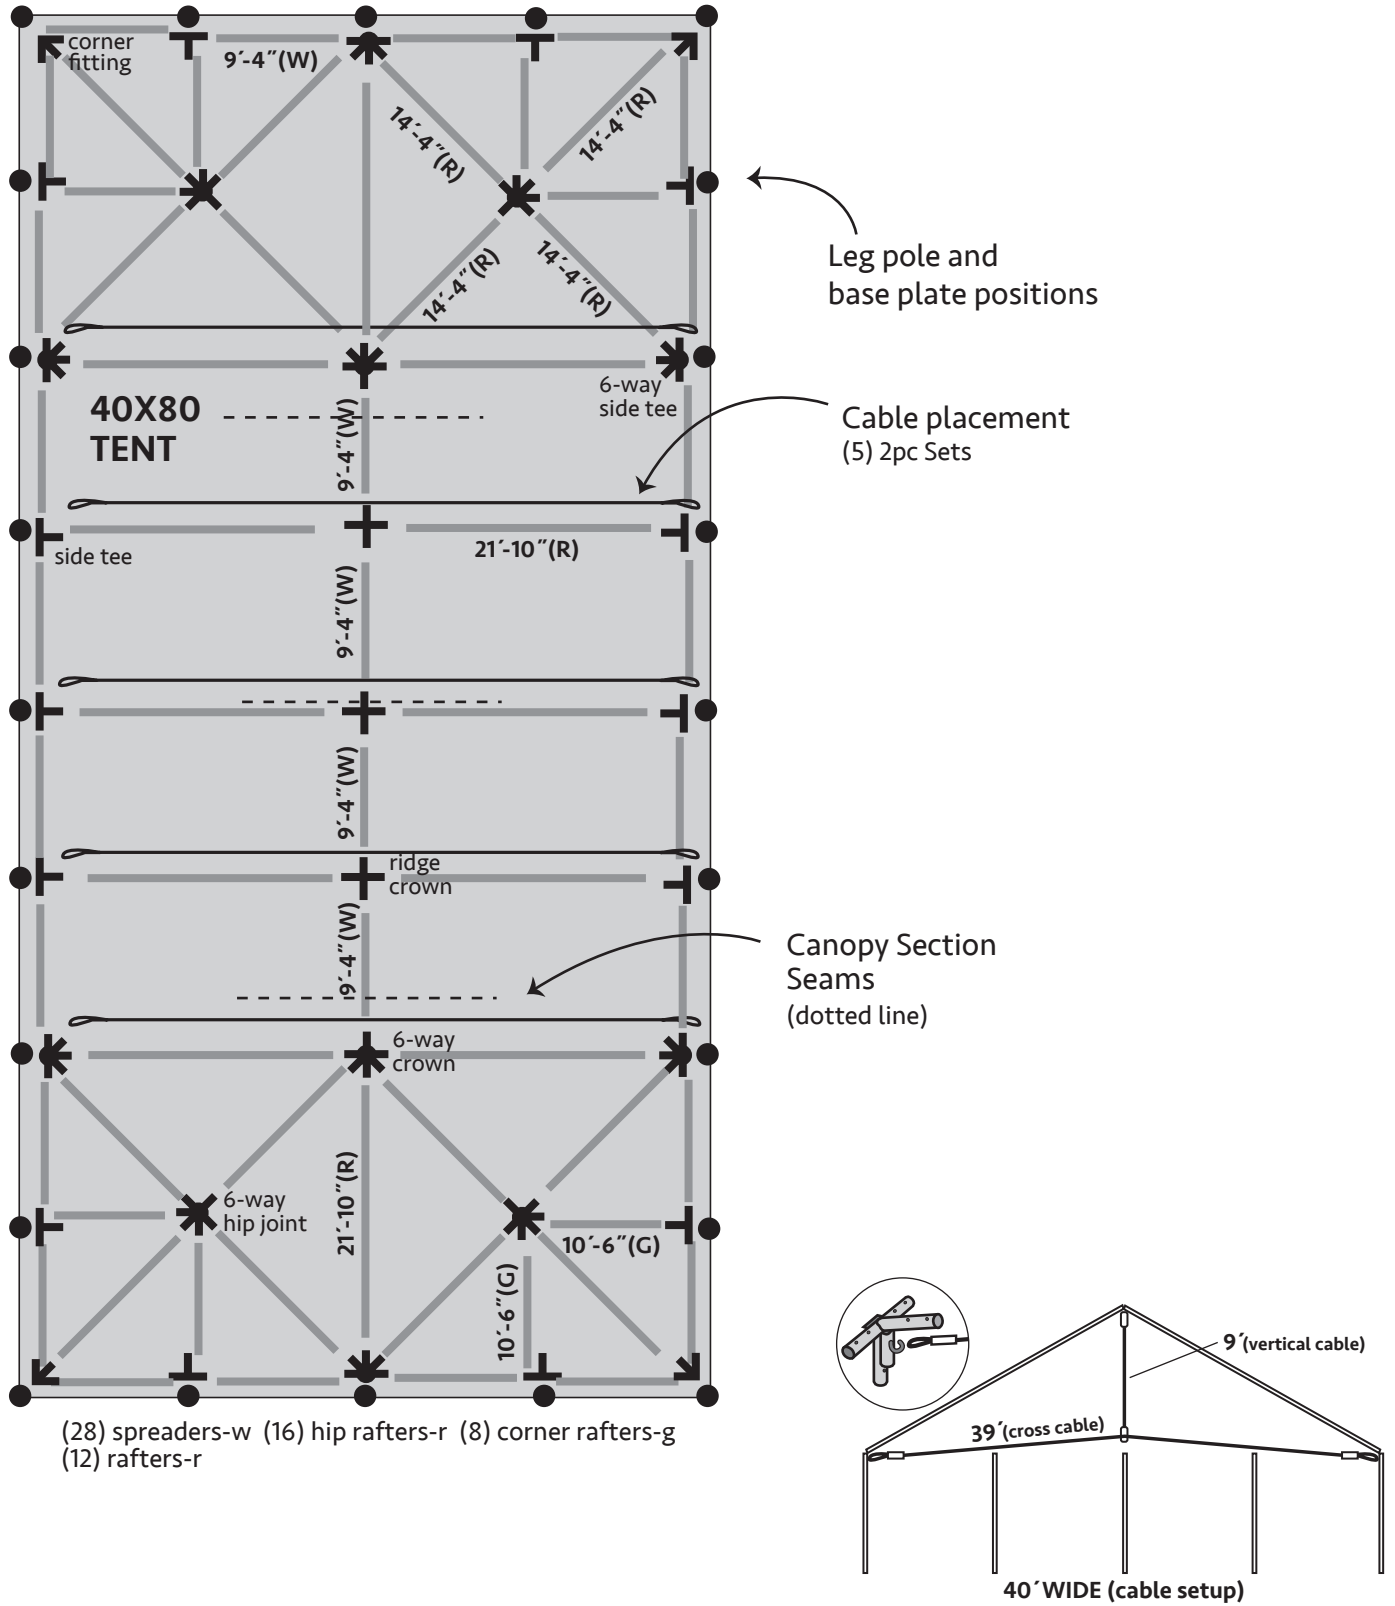 corner
fitting
9´-4˝(W)
14´-4˝(R)
14´-4˝(R)
14´-4˝(R)
14´-4˝(R)
Leg pole and
base plate positions
40X80
TENT
9´-4˝(W)
6-way
side tee
Cable placement
(5) 2pc Sets
side tee
21´-10˝(R)
9´-4˝(W)
9´-4˝(W)
ridge
crown
9´-4˝(W)
Canopy Section
Seams
(dotted line)
6-way
crown
6-way
hip joint
21´-10˝(R)
10´-6˝(G)
10´-6˝(G)
(28) spreaders-w (16) hip rafters-r (8) corner rafters-g
(12) rafters-r
9´(vertical cable)
39´(cross cable)
40´WIDE (cable setup)